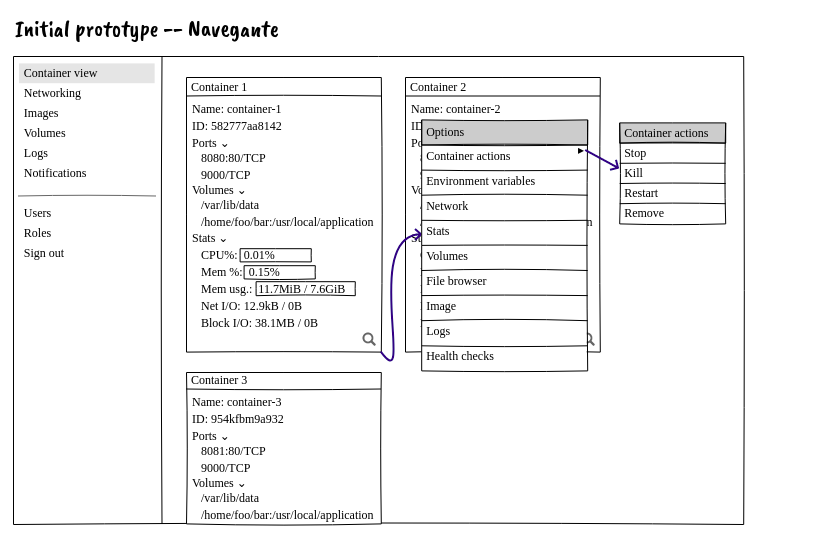 Initial prototype -- Navegante
Container view
Networking
Images
Volumes
Logs
Notifications
Users
Roles
Sign out
Container 1
Name: container-1
ID: 582777aa8142
Ports ⌄
8080:80/TCP
9000/TCP
Volumes ⌄
/var/lib/data
/home/foo/bar:/usr/local/application
Stats ⌄
CPU%: 0.01%
Mem %: 0.15%
Mem usg.: 11.7MiB / 7.6GiB
Net I/O: 12.9kB / 0B
Block I/O: 38.1MB / 0B
Container 2
Name: container-2
ID
Options
Container actions ▸
Environment variables
Network
Stats
Volumes
File browser
Image
Logs
Health checks
Container actions
Stop
Kill
Restart
Remove
Container 3
Name: container-3
ID: 954kfbm9a932
Ports ⌄
8081:80/TCP
9000/TCP
Volumes ⌄
/var/lib/data
/home/foo/bar:/usr/local/application